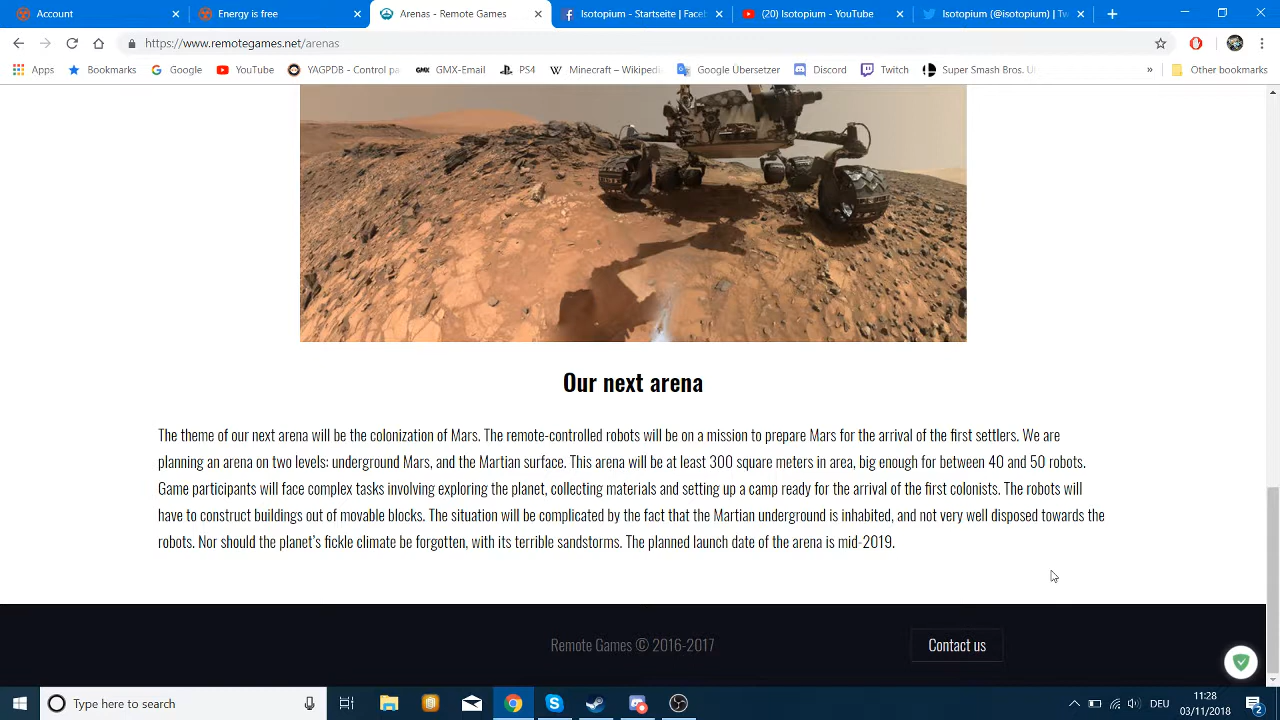 Account
Energy is free
Arenas - Remote Games
Isotopium - Startseite | Facet
(20) Isotopium - YouTube
Isotopium (@isotopium) | Tw
https://www.remotegames.net/arenas
Apps
Bookmarks
Google
YouTube
YAGPDB - Control pa
GMX-Email
PS4
Minecraft – Wikipedi
Google Übersetzer
Discord
Twitch
Super Smash Bros. Ul
»
Other bookmarks
Our next arena
The theme of our next arena will be the colonization of Mars. The remote-controlled robots will be on a mission to prepare Mars for the arrival of the first settlers. We are
planning an arena on two levels: underground Mars, and the Martian surface. This arena will be at least 300 square meters in area, big enough for between 40 and 50 robots.
Game participants will face complex tasks involving exploring the planet, collecting materials and setting up a camp ready for the arrival of the first colonists. The robots will
have to construct buildings out of movable blocks. The situation will be complicated by the fact that the Martian underground is inhabited, and not very well disposed towards the
robots. Nor should the planet's fickle climate be forgotten, with its terrible sandstorms. The planned launch date of the arena is mid-2019.
Remote Games © 2016-2017
Contact us
Type here to search
DEU
11:28
03/11/2018
2